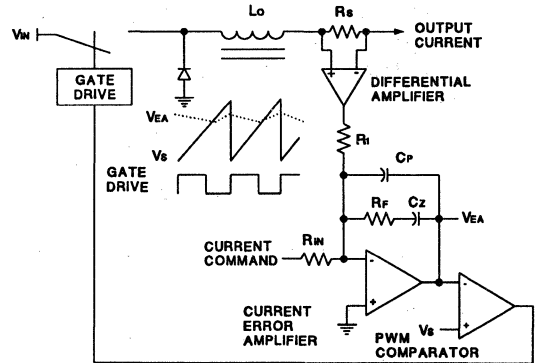 Lo
Rs
VIN
OUTPUT
CURRENT
+ -
GATE
DRIVE
DIFFERENTIAL
AMPLIFIER
VEA
VS
RI
GATE
DRIVE
CP
RF CZ
VEA
CURRENT
COMMAND
RIN
-
+
CURRENT
ERROR
AMPLIFIER
-
+
VS
PWM
COMPARATOR